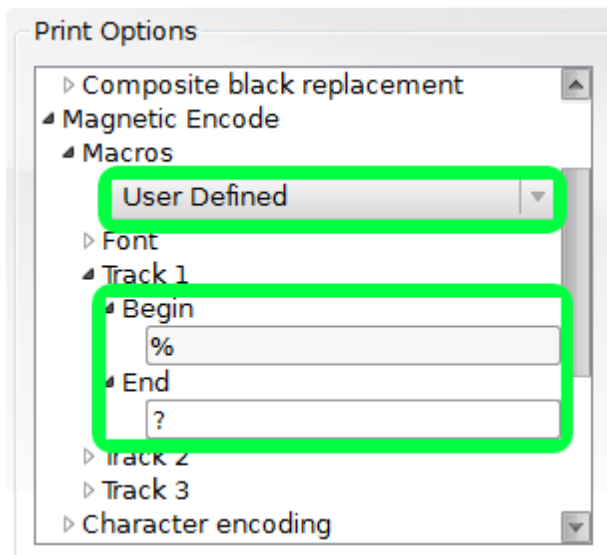 Print Options
Composite black replacement
Magnetic Encode
Macros
User Defined
Font
Track 1
Begin
%
End
?
Track 2
Track 3
Character encoding